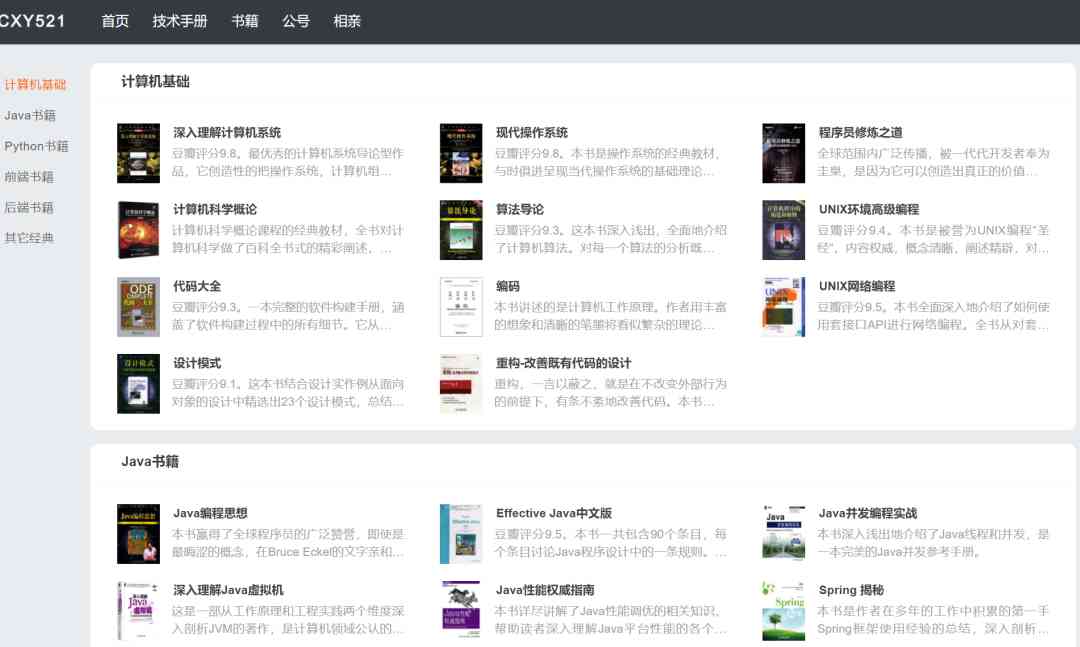 CXY521 首页 技术手册 书籍 公号 相亲
计算机基础
Java书籍
Python书籍
前端书籍
后端书籍
其它经典
计算机基础
深入理解计算机系统
豆瓣评分9.8。最优秀的计算机系统导论型作
品，它创造性的把操作系统，计算机组...
现代操作系统
豆瓣评分9.8。本书是操作系统的经典教材，
与时俱进呈现当代操作系统的基础理论...
程序员修炼之道
全球范围内广泛传播，被一代代开发者奉为
圭臬，是因为它可以创造出真正的价值...
计算机科学概论
计算机科学概论课程的经典教材，全书对计
算机科学做了百科全书式的精彩阐述，...
算法导论
豆瓣评分9.3。这本书深入浅出，全面地介绍
了计算机算法。对每一个算法的分析既...
UNIX环境高级编程
豆瓣评分9.4。本书是被誉为UNIX编程“圣
经”，内容权威，概念清晰，阐述精辟，对...
代码大全
豆瓣评分9.3。一本完整的软件构建手册，涵
盖了软件构建过程中的所有细节。它从...
编码
本书讲述的是计算机工作原理。作者用丰富
的想象和清晰的笔墨将看似繁杂的理论...
UNIX网络编程
豆瓣评分9.5。本书全面深入地介绍了如何使
用套接口API进行网络编程。全书从对套...
设计模式
豆瓣评分9.1。这本书结合设计实作例从面向
对象的设计中精选出23个设计模式，总结...
重构-改善既有代码的设计
重构，一言以蔽之，就是在不改变外部行为
的前提下，有条不紊地改善代码。本书...
Java书籍
Java编程思想
本书赢得了全球程序员的广泛赞誉，即使是
最晦涩的概念，在Bruce Eckel的文字亲和...
Effective Java中文版
豆瓣评分9.5。本书一共包含90个条目，每
个条目讨论Java程序设计中的一条规则。...
Java并发编程实战
本书深入浅出地介绍了Java线程和并发，是
一本完美的Java并发参考手册。
深入理解Java虚拟机
这是一部从工作原理和工程实践两个维度深
入剖析JVM的著作，是计算机领域公认的...
Java性能权威指南
本书详尽讲解了Java性能调优的相关知识，
帮助读者深入理解Java平台性能的各个...
Spring 揭秘
本书是作者在多年的工作中积累的第一手
Spring框架使用经验的总结，深入剖析...